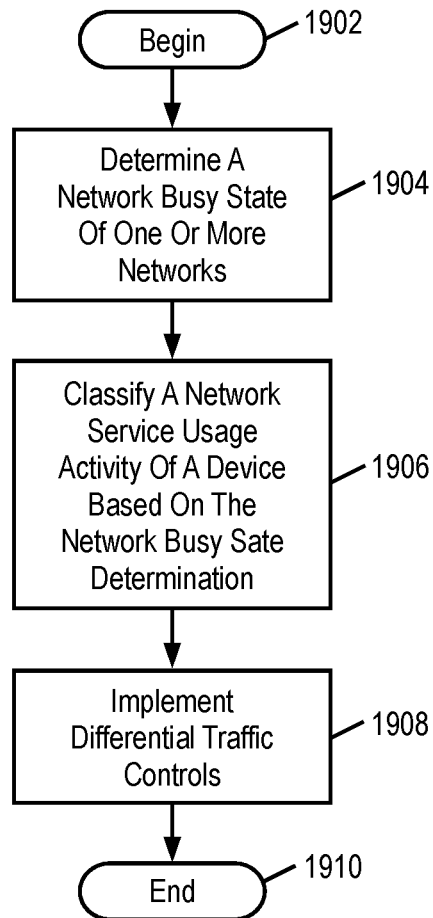 Begin
1902
Determine A
Network Busy State
Of One Or More
Networks
1904
Classify A Network
Service Usage
Activity Of A Device
Based On The
Network Busy Sate
Determination
1906
Implement
Differential Traffic
Controls
1908
End
1910